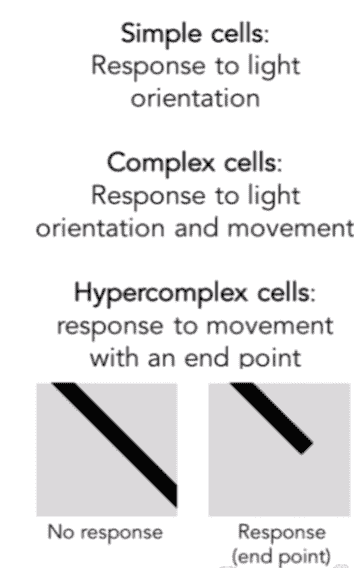 Simple cells:
Response to light
orientation
Complex cells:
Response to light
orientation and movement
Hypercomplex cells:
response to movement
with an end point
No response
Response
(end point)